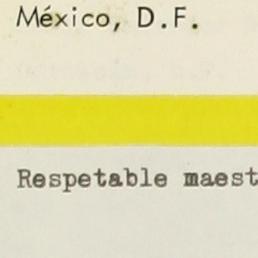 México, D.F.
Respetable maest